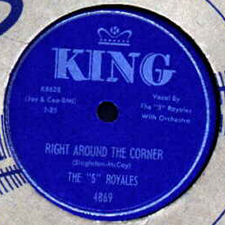 KING
K8628
(Jay & Cee-BMI)
2:25
Vocal By
The "5" Royales
With Orchestra
RIGHT AROUND THE CORNER
(Singleton-McCoy)
THE "5" ROYALES
4869